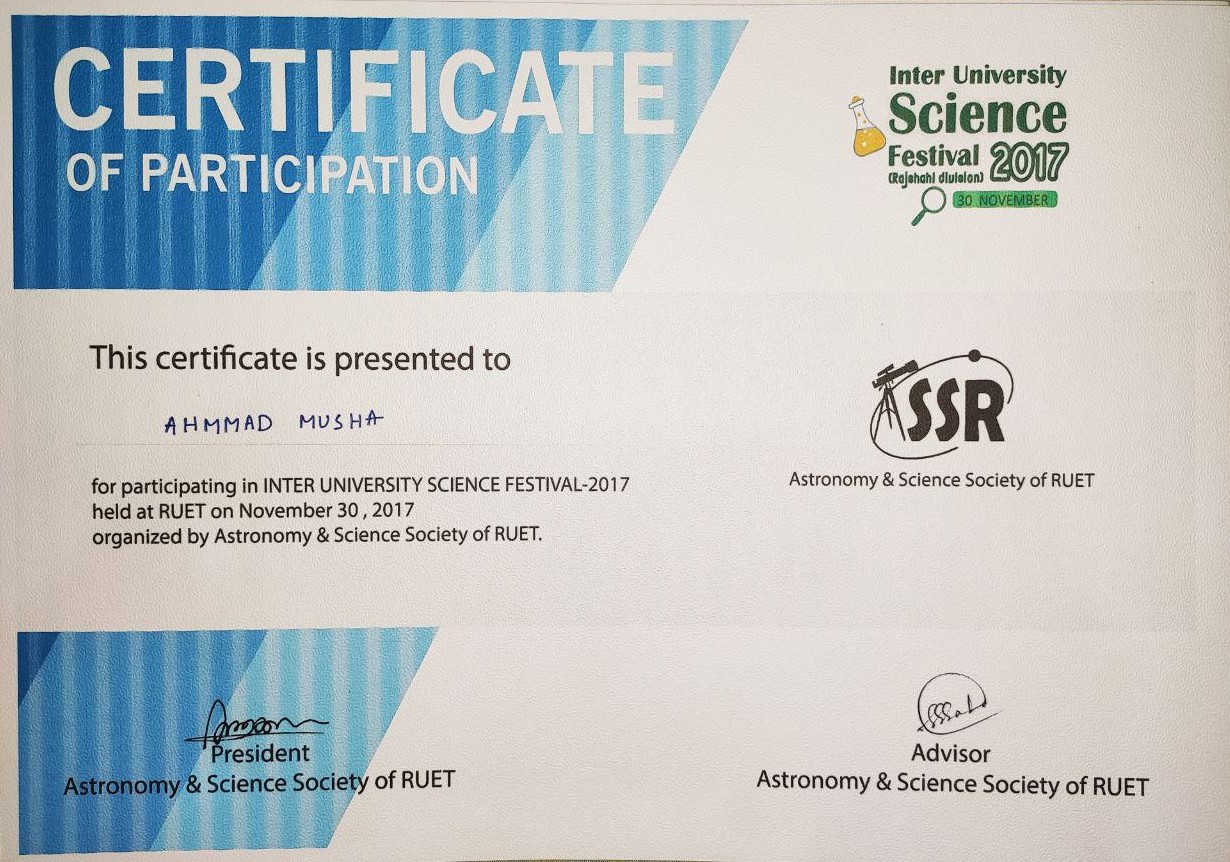 CERTIFICATE
OF PARTICIPATION
Inter University
Science
Festival 2017
(Rajshahi division)
30 NOVEMBER
This certificate is presented to
AHMMAD MUSHA
for participating in INTER UNIVERSITY SCIENCE FESTIVAL-2017
held at RUET on November 30 , 2017
organized by Astronomy & Science Society of RUET.
ASSR
Astronomy & Science Society of RUET
President
Astronomy & Science Society of RUET
Advisor
Astronomy & Science Society of RUET